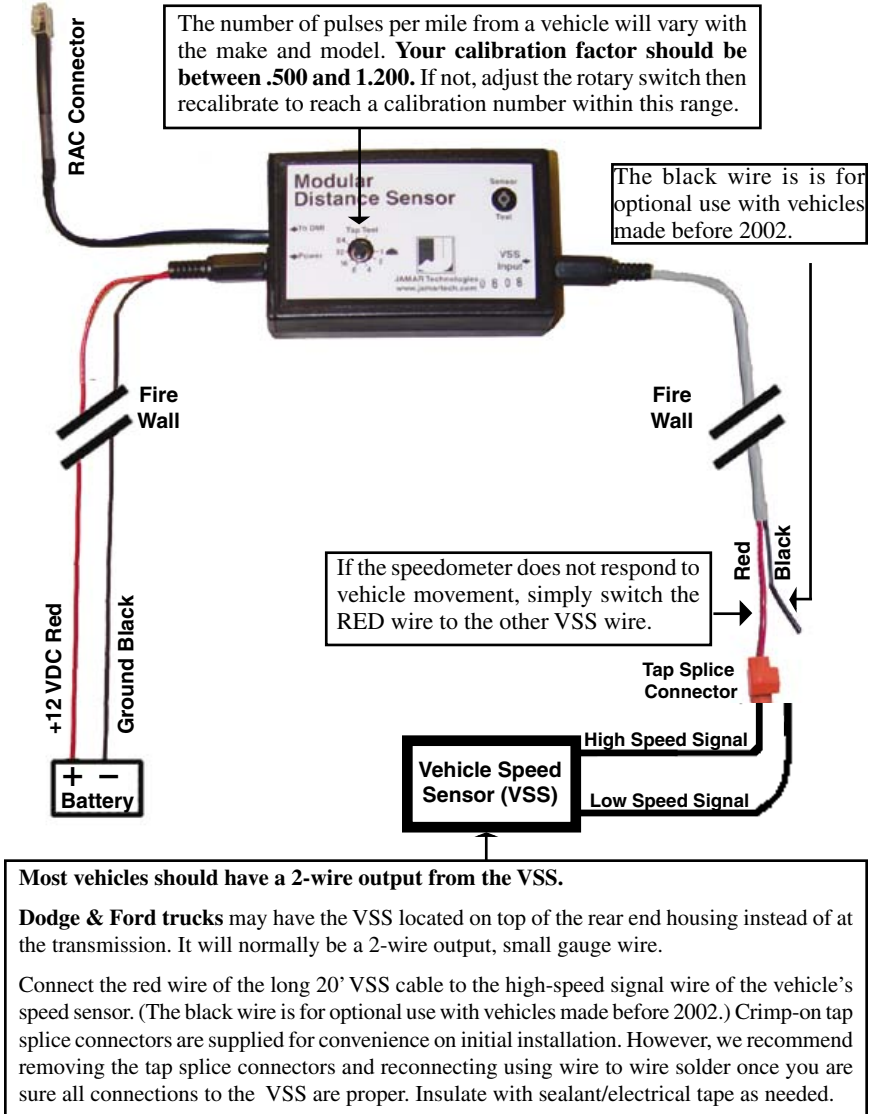 The number of pulses per mile from a vehicle will vary with
the make and model. Your calibration factor should be
between .500 and 1.200. If not, adjust the rotary switch then
recalibrate to reach a calibration number within this range.
RAC Connector
The black wire is is for
optional use with vehicles
made before 2002.
Modular
Distance Sensor
Sensor
Test
To DMI
Tap Test
Power
64
32
16
8
4
2
1
VSS
Input
JAMAR Technologies
www.jamartech.com
0606
Fire
Wall
Fire
Wall
+12 VDC Red
Ground Black
Red
Black
If the speedometer does not respond to
vehicle movement, simply switch the
RED wire to the other VSS wire.
Tap Splice
Connector
+ −
Battery
High Speed Signal
Vehicle Speed
Sensor (VSS)
Low Speed Signal
Most vehicles should have a 2-wire output from the VSS.
Dodge & Ford trucks may have the VSS located on top of the rear end housing instead of at
the transmission. It will normally be a 2-wire output, small gauge wire.
Connect the red wire of the long 20’ VSS cable to the high-speed signal wire of the vehicle’s
speed sensor. (The black wire is for optional use with vehicles made before 2002.) Crimp-on tap
splice connectors are supplied for convenience on initial installation. However, we recommend
removing the tap splice connectors and reconnecting using wire to wire solder once you are
sure all connections to the VSS are proper. Insulate with sealant/electrical tape as needed.